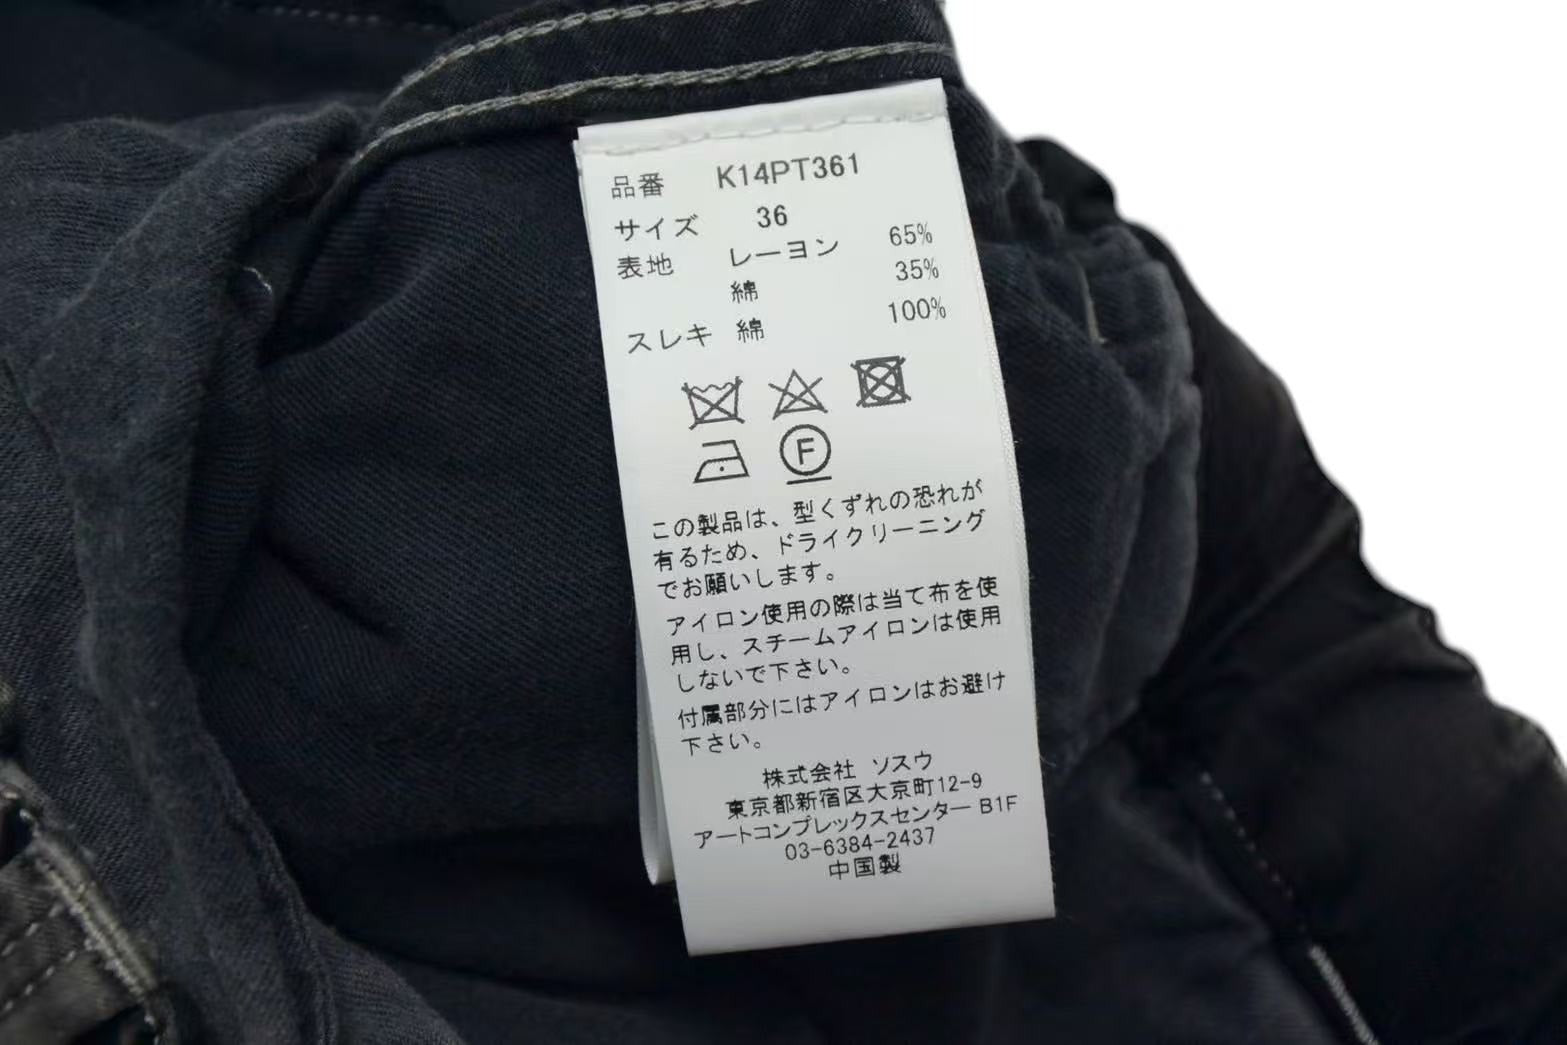 品番 K14PT361
サイズ 36
表地 レーヨン 65%
綿 35%
スレキ 綿 100%
F
この製品は、型くずれの恐れが
有るため、ドライクリーニング
でお願いします。
アイロン使用の際は当て布を使
用し、スチームアイロンは使用
しないで下さい。
付属部分にはアイロンはお避け
下さい。
株式会社 ソスウ
東京都新宿区大京町12-9
アートコンプレックスセンター B1F
03-6384-2437
中国製